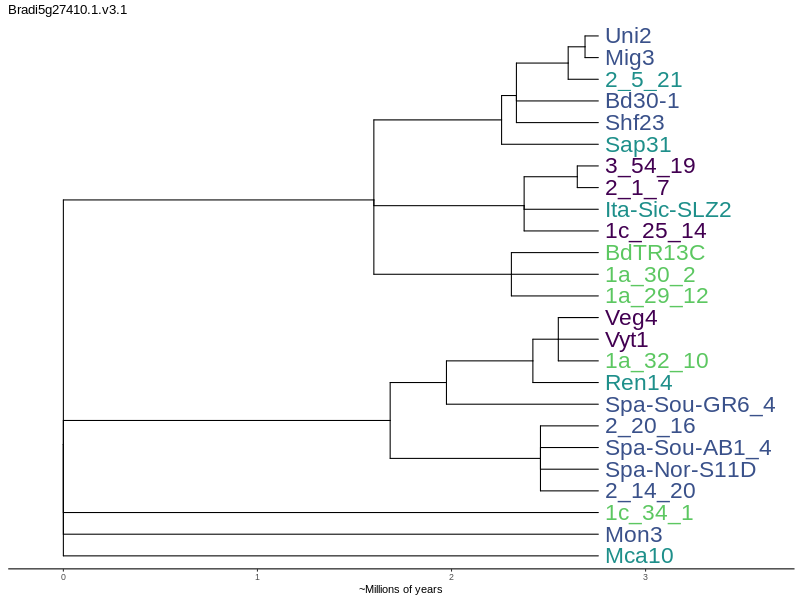 Bradi5g27410.1.v3.1
Uni2
Mig3
2_5_21
Bd30-1
Shf23
Sap31
3_54_19
2_1_7
Ita-Sic-SLZ2
1c_25_14
BdTR13C
1a_30_2
1a_29_12
Veg4
Vyt1
1a_32_10
Ren14
Spa-Sou-GR6_4
2_20_16
Spa-Sou-AB1_4
Spa-Nor-S11D
2_14_20
1c_34_1
Mon3
Mca10
0 1 2 3
~Millions of years